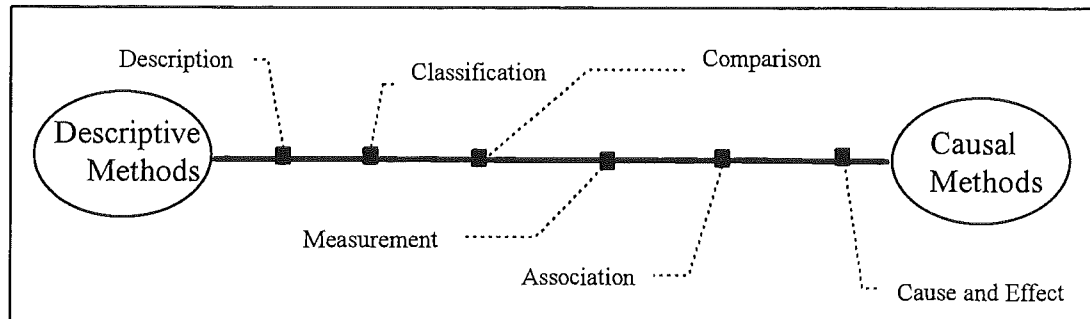 Description
Classification
Comparison
Descriptive
Methods
Causal
Methods
Measurement
Association
Cause and Effect